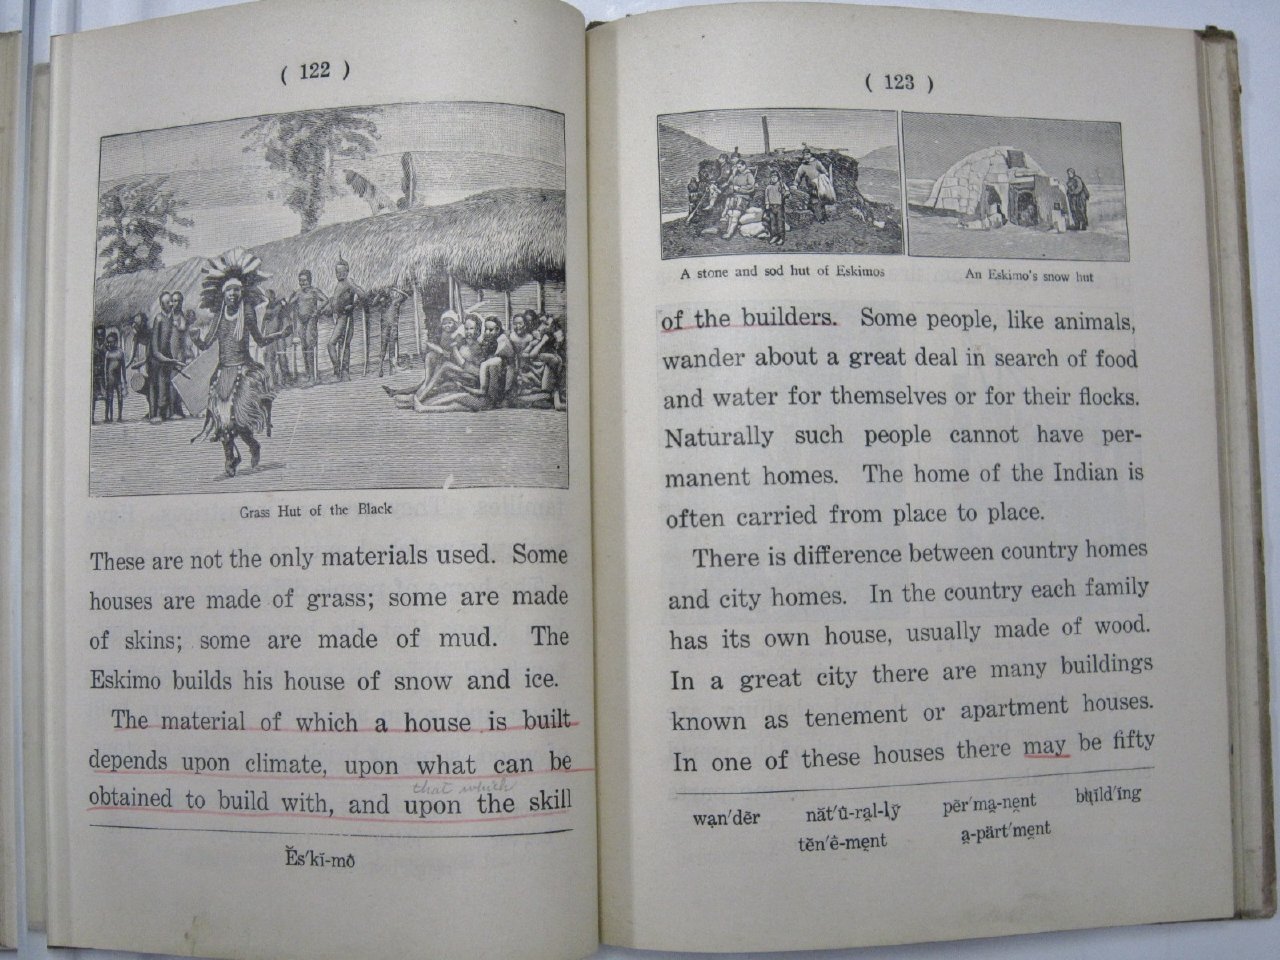 ( 122 )
Grass Hut of the Black
These are not the only materials used. Some
houses are made of grass; some are made
of skins; some are made of mud. The
Eskimo builds his house of snow and ice.
The material of which a house is built
depends upon climate, upon what can be
that which
obtained to build with, and upon the skill
Ĕs′kĭ-mō
( 123 )
A stone and sod hut of Eskimos
An Eskimo's snow hut
of the builders. Some people, like animals,
wander about a great deal in search of food
and water for themselves or for their flocks.
Naturally such people cannot have per-
manent homes. The home of the Indian is
often carried from place to place.
There is difference between country homes
and city homes. In the country each family
has its own house, usually made of wood.
In a great city there are many buildings
known as tenement or apartment houses.
In one of these houses there may be fifty
wạn′dẽr năt′û-rạl-lў pẽr′mạ-nẹnt buĭld′ĭng
tĕn′ê-mẹnt ạ-pärt′mẹnt